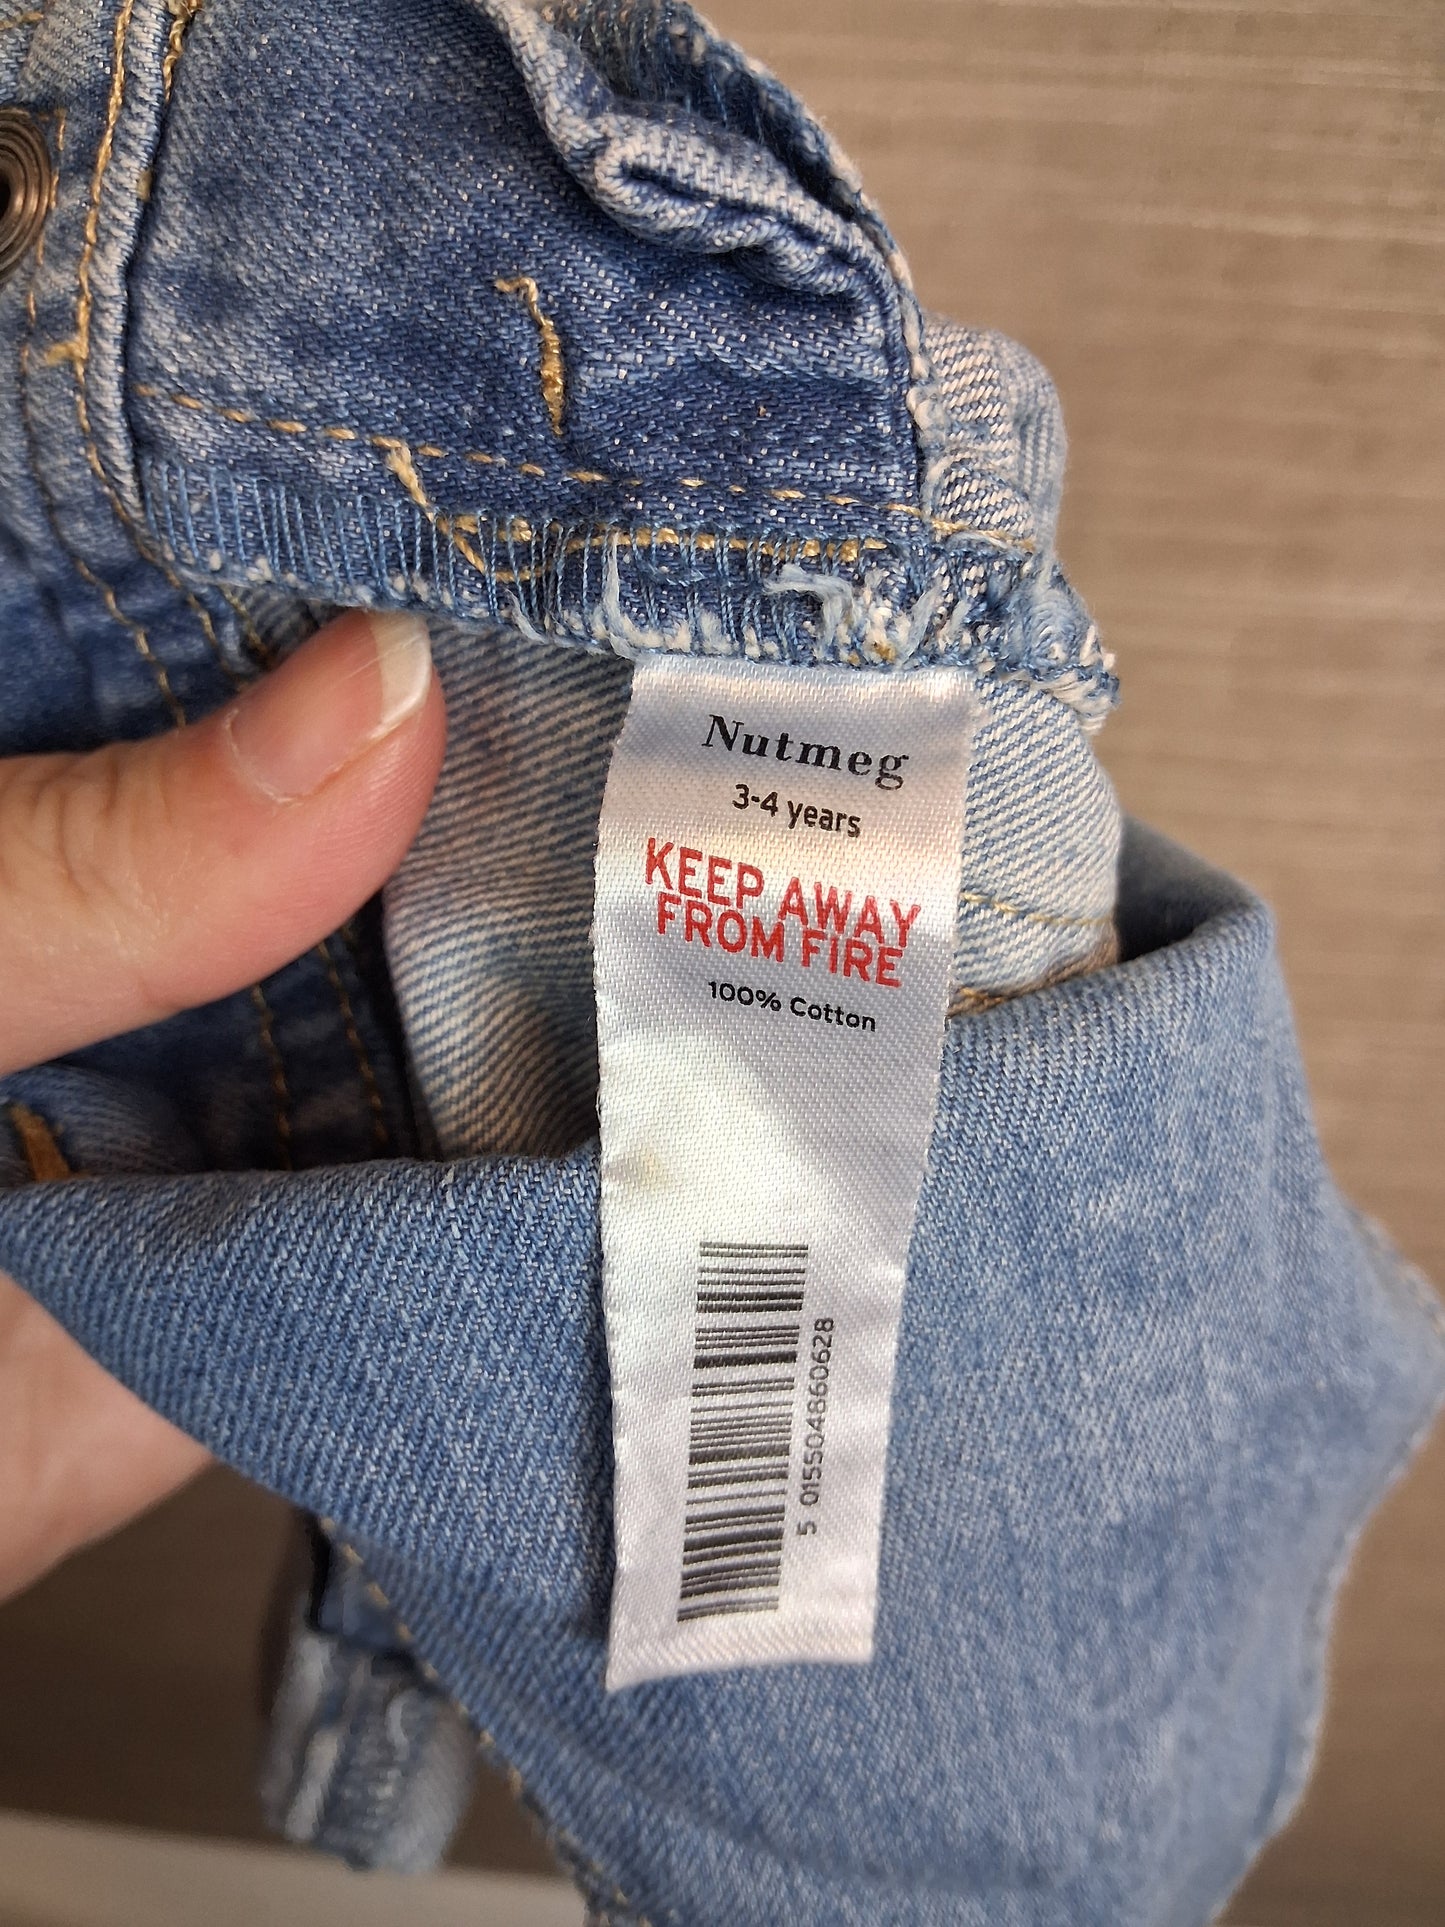 Nutmeg
3-4 years
KEEP AWAY
FROM FIRE
100% Cotton
5 015504860628